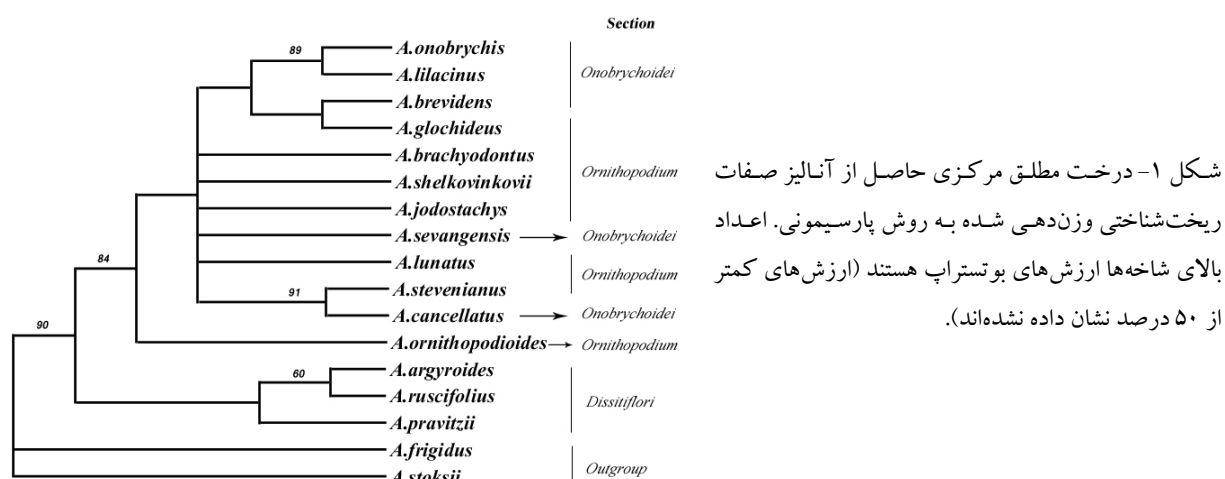 Section
89
A.onobrychis
A.lilacinus
Onobrychoidei
A.brevidens
A.glochideus
A.brachyodontus
A.shelkovinkovii
Ornithopodium
A.jodostachys
A.sevangensis
Onobrychoidei
A.lunatus
Ornithopodium
84
91
A.stevenianus
A.cancellatus
Onobrychoidei
90
A.ornithopodioides
Ornithopodium
60
A.argyroides
A.ruscifolius
Dissitiflori
A.pravitzii
A.frigidus
Outgroup
A.stoksii
شکل ۱- درخت مطلق مرکزی حاصل از آنالیز صفات
ریخت‌شناختی وزن‌دهی شده به روش پارسیمونی. اعداد
بالای شاخه‌ها ارزش‌های بوتستراپ هستند (ارزش‌های کمتر
از ۵۰ درصد نشان داده نشده‌اند).